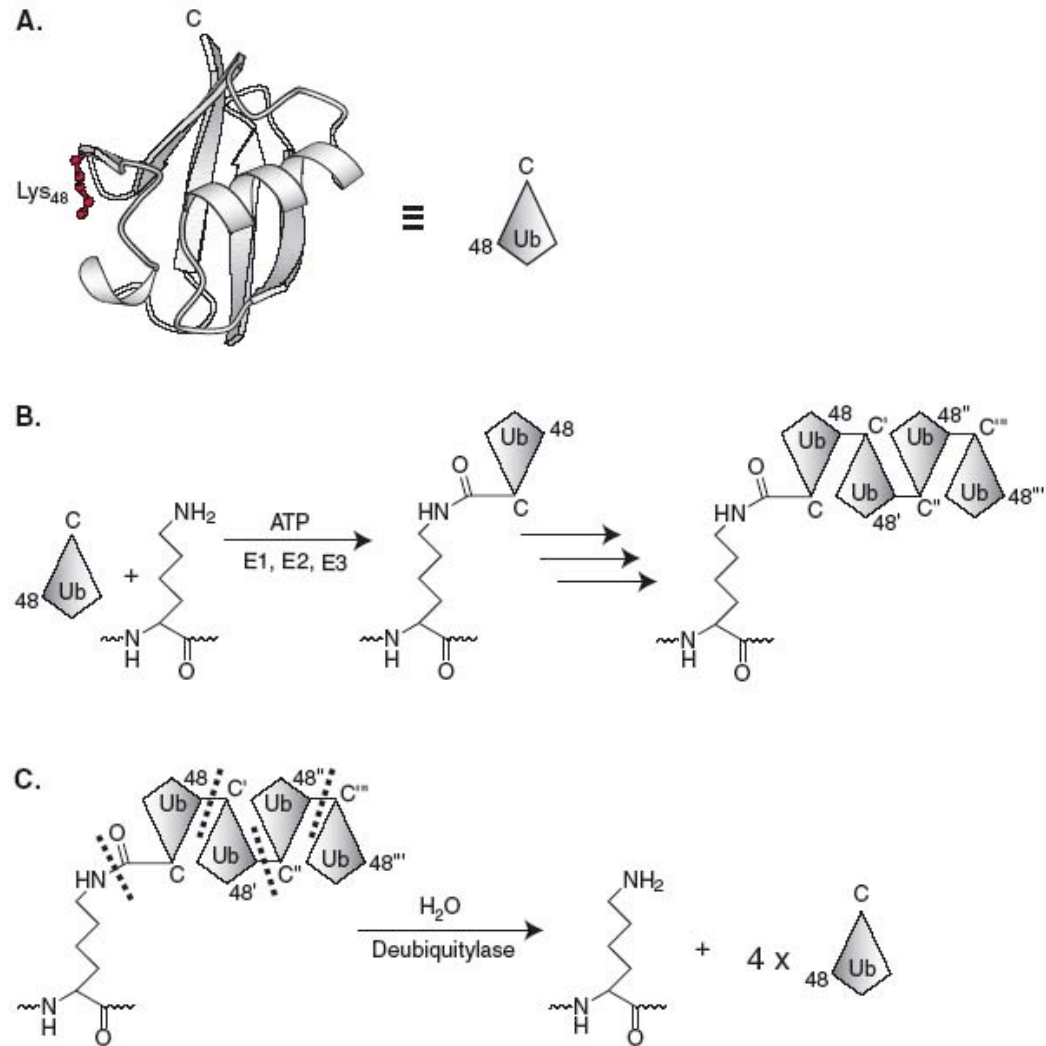 A.
C
Lys48
≡
C
48 Ub
B.
C
48 Ub
+
NH2
N
H
O
ATP
E1, E2, E3
Ub 48
O
HN
C
N
H
O
48 C' 48" C'"
Ub Ub
O
Ub Ub 48'"
HN
C 48' C"
N
H
O
C.
48 C' 48" C'"
Ub Ub
O
Ub Ub 48'"
HN
C 48' C"
N
H
O
H2O
Deubiquitylase
NH2
N
H
O
+
4 x
C
48 Ub